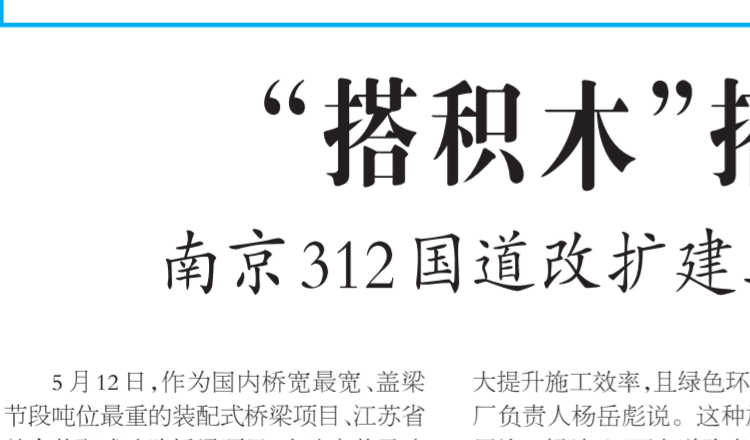 “搭积木”
南京312国道改扩建
5月12日,作为国内桥宽最宽、盖梁
节段吨位最重的装配式桥梁项目、江苏省
大提升施工效率,且绿色环
厂负责人杨岳彪说。这种